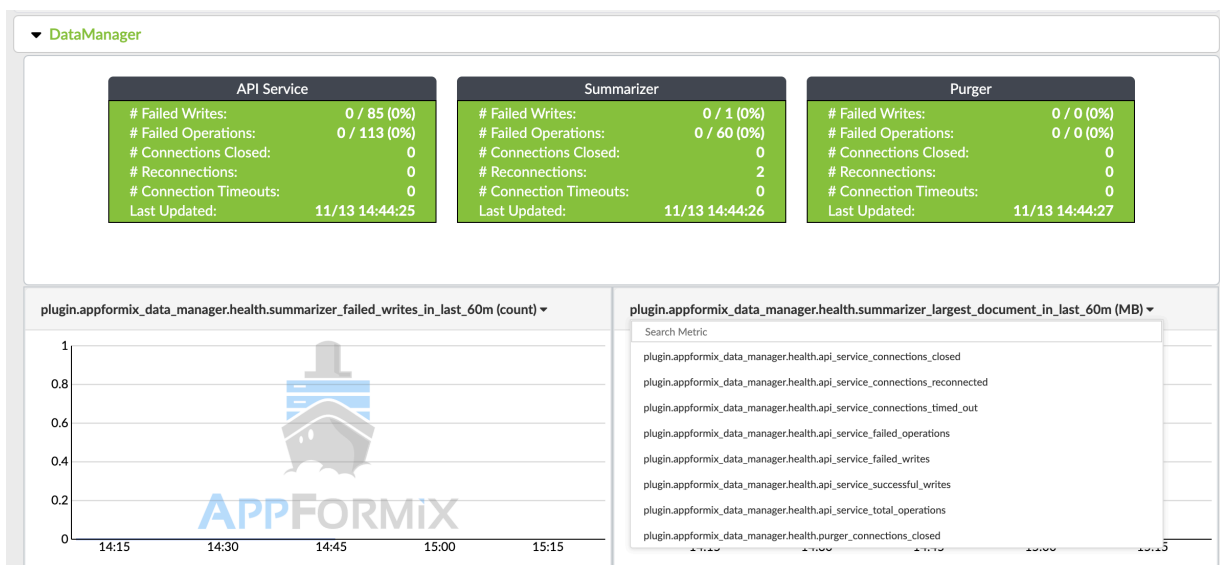 DataManager
API Service
# Failed Writes: 0 / 85 (0%)
# Failed Operations: 0 / 113 (0%)
# Connections Closed: 0
# Reconnections: 0
# Connection Timeouts: 0
Last Updated: 11/13 14:44:25
Summarizer
# Failed Writes: 0 / 1 (0%)
# Failed Operations: 0 / 60 (0%)
# Connections Closed: 0
# Reconnections: 2
# Connection Timeouts: 0
Last Updated: 11/13 14:44:26
Purger
# Failed Writes: 0 / 0 (0%)
# Failed Operations: 0 / 0 (0%)
# Connections Closed: 0
# Reconnections: 0
# Connection Timeouts: 0
Last Updated: 11/13 14:44:27
plugin.appformix_data_manager.health.summarizer_failed_writes_in_last_60m (count)
1
0.8
0.6
0.4
0.2
0
APPFORMIX
14:15 14:30 14:45 15:00 15:15
plugin.appformix_data_manager.health.summarizer_largest_document_in_last_60m (MB)
Search Metric
plugin.appformix_data_manager.health.api_service_connections_closed
plugin.appformix_data_manager.health.api_service_connections_reconnected
plugin.appformix_data_manager.health.api_service_connections_timed_out
plugin.appformix_data_manager.health.api_service_failed_operations
plugin.appformix_data_manager.health.api_service_failed_writes
plugin.appformix_data_manager.health.api_service_successful_writes
plugin.appformix_data_manager.health.api_service_total_operations
plugin.appformix_data_manager.health.purger_connections_closed